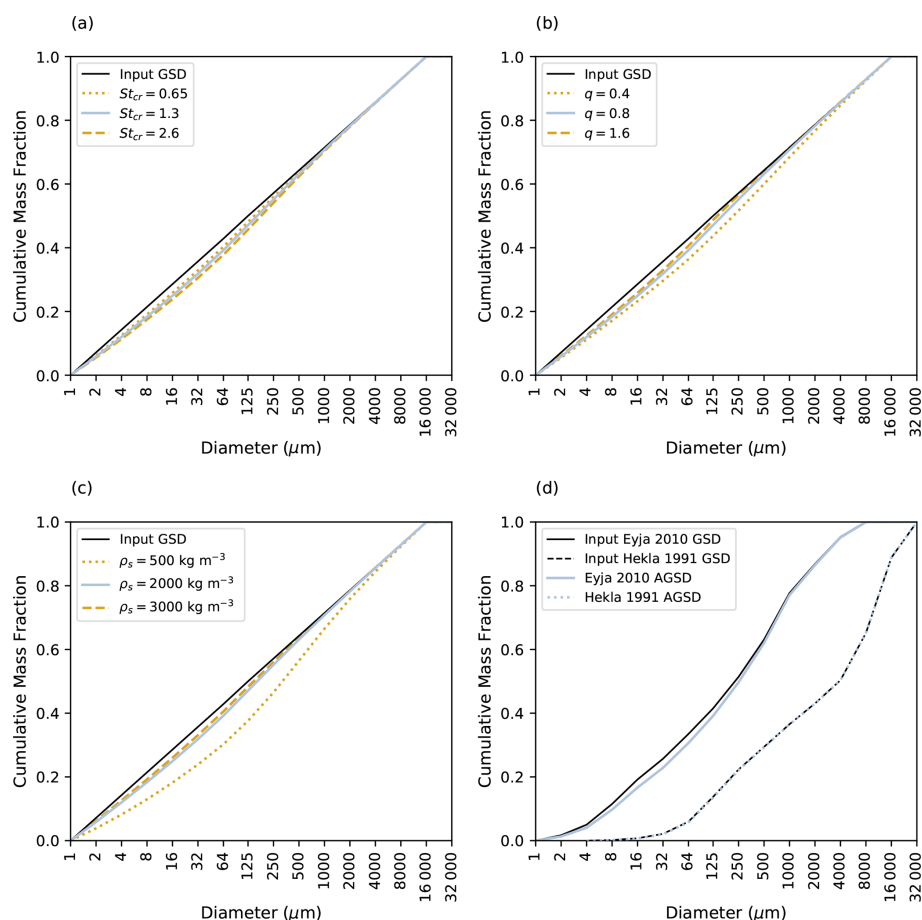 (a)
1.0
0.8
0.6
0.4
0.2
0.0
Cumulative Mass Fraction
Input GSD
St_cr = 0.65
St_cr = 1.3
St_cr = 2.6
1 2 4 8 16 32 64 125 250 500 1000 2000 4000 8000 16 000 32 000
Diameter (μm)
(b)
1.0
0.8
0.6
0.4
0.2
0.0
Cumulative Mass Fraction
Input GSD
q = 0.4
q = 0.8
q = 1.6
1 2 4 8 16 32 64 125 250 500 1000 2000 4000 8000 16 000 32 000
Diameter (μm)
(c)
1.0
0.8
0.6
0.4
0.2
0.0
Cumulative Mass Fraction
Input GSD
ρ_s = 500 kg m⁻³
ρ_s = 2000 kg m⁻³
ρ_s = 3000 kg m⁻³
1 2 4 8 16 32 64 125 250 500 1000 2000 4000 8000 16 000 32 000
Diameter (μm)
(d)
1.0
0.8
0.6
0.4
0.2
0.0
Cumulative Mass Fraction
Input Eyja 2010 GSD
Input Hekla 1991 GSD
Eyja 2010 AGSD
Hekla 1991 AGSD
1 2 4 8 16 32 64 125 250 500 1000 2000 4000 8000 16 000 32 000
Diameter (μm)